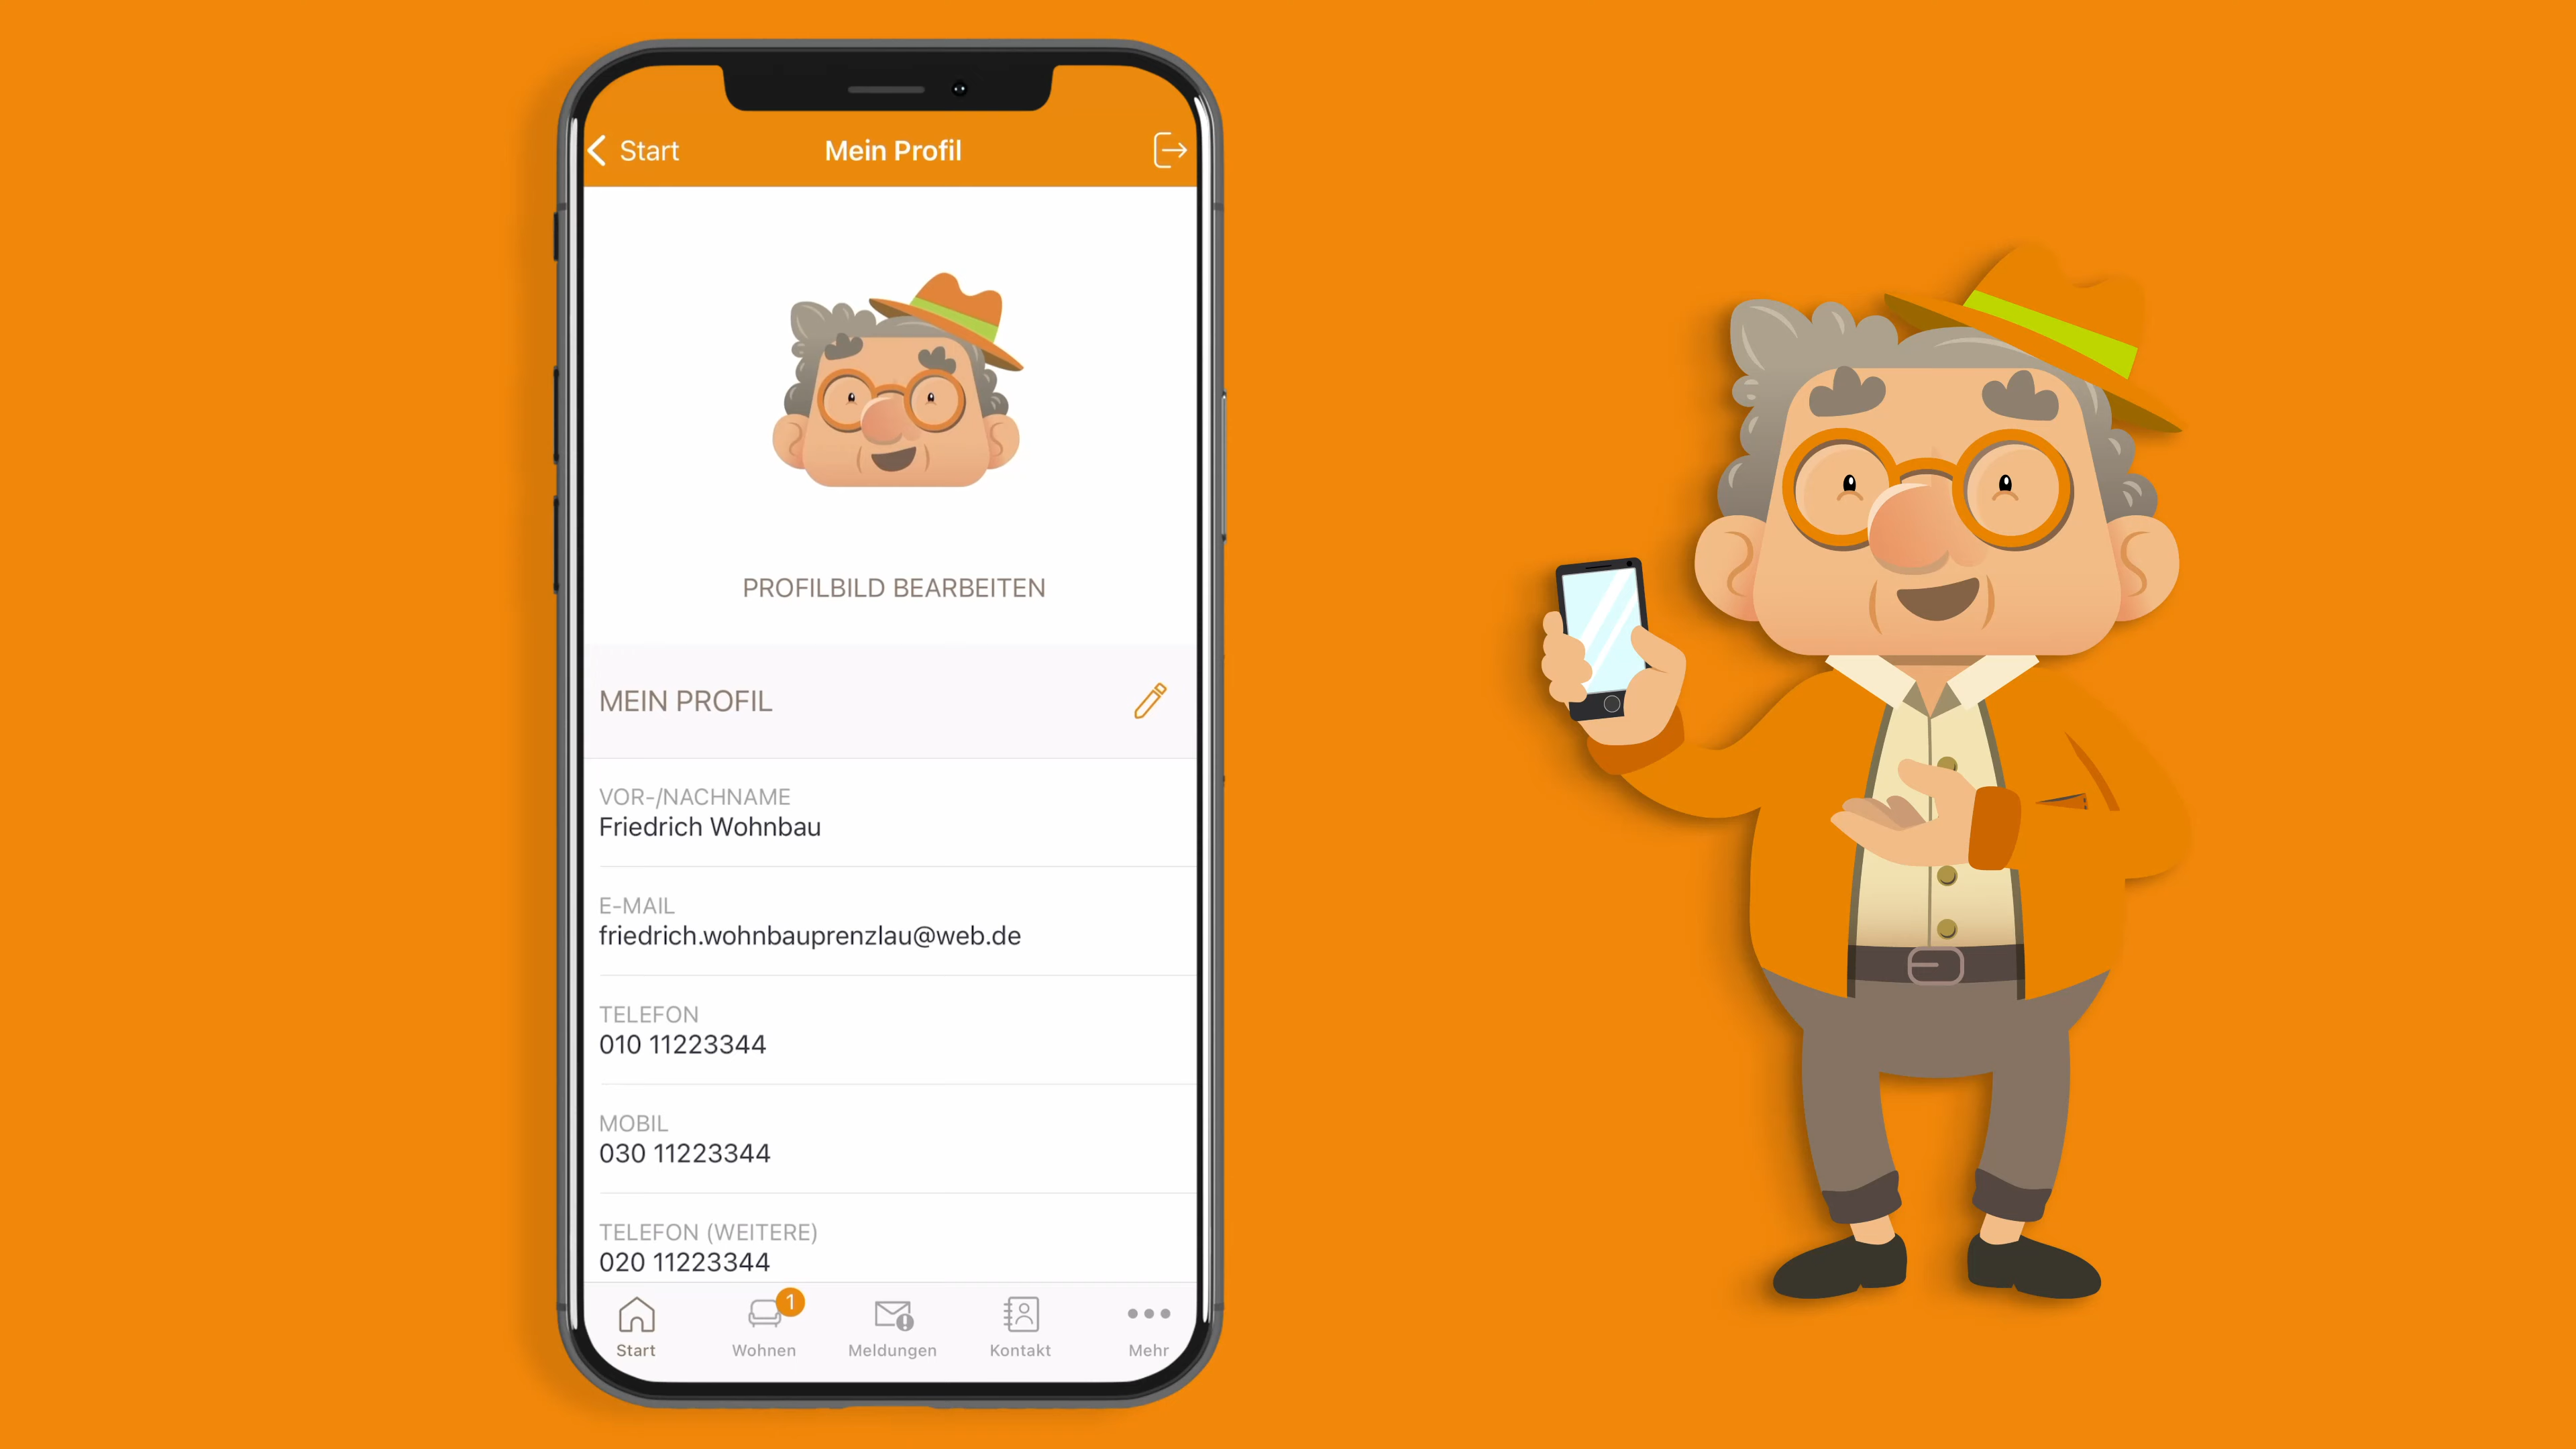 Start
Mein Profil
PROFILBILD BEARBEITEN
MEIN PROFIL
VOR-/NACHNAME
Friedrich Wohnbau
E-MAIL
friedrich.wohnbauprenzlau@web.de
TELEFON
010 11223344
MOBIL
030 11223344
TELEFON (WEITERE)
020 11223344
1
Start
Wohnen
Meldungen
Kontakt
Mehr